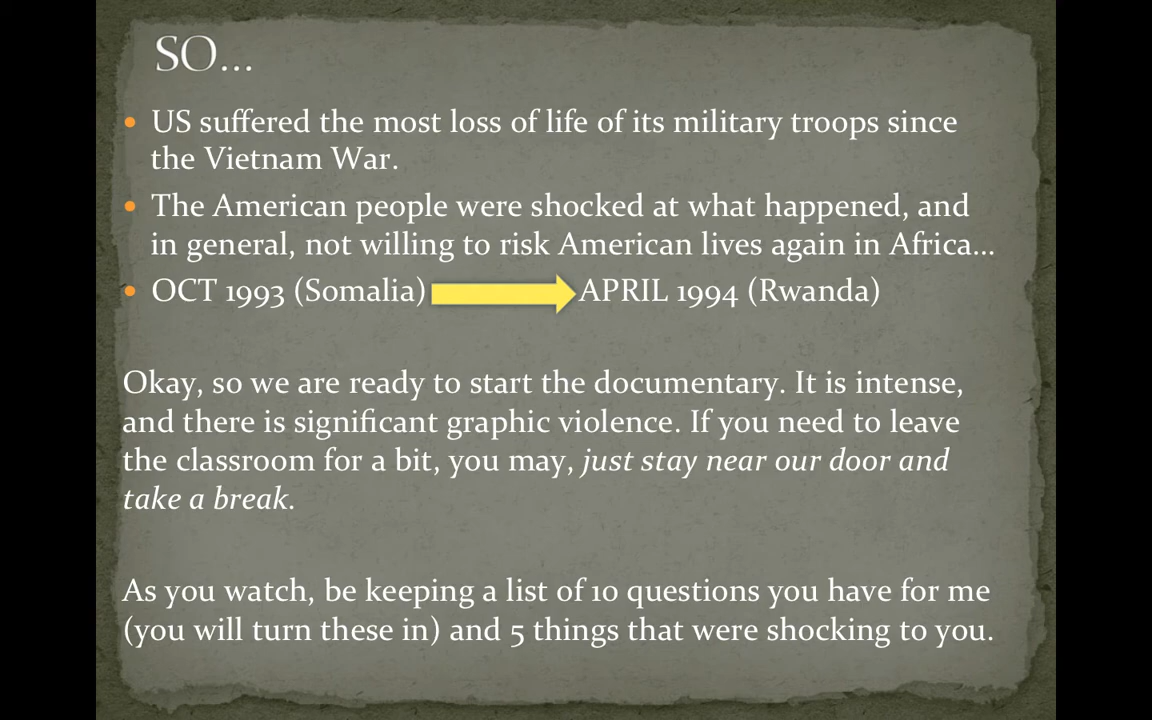 SO...
• US suffered the most loss of life of its military troops since
the Vietnam War.
• The American people were shocked at what happened, and
in general, not willing to risk American lives again in Africa...
• OCT 1993 (Somalia) APRIL 1994 (Rwanda)
Okay, so we are ready to start the documentary. It is intense,
and there is significant graphic violence. If you need to leave
the classroom for a bit, you may, just stay near our door and
take a break.
As you watch, be keeping a list of 10 questions you have for me
(you will turn these in) and 5 things that were shocking to you.